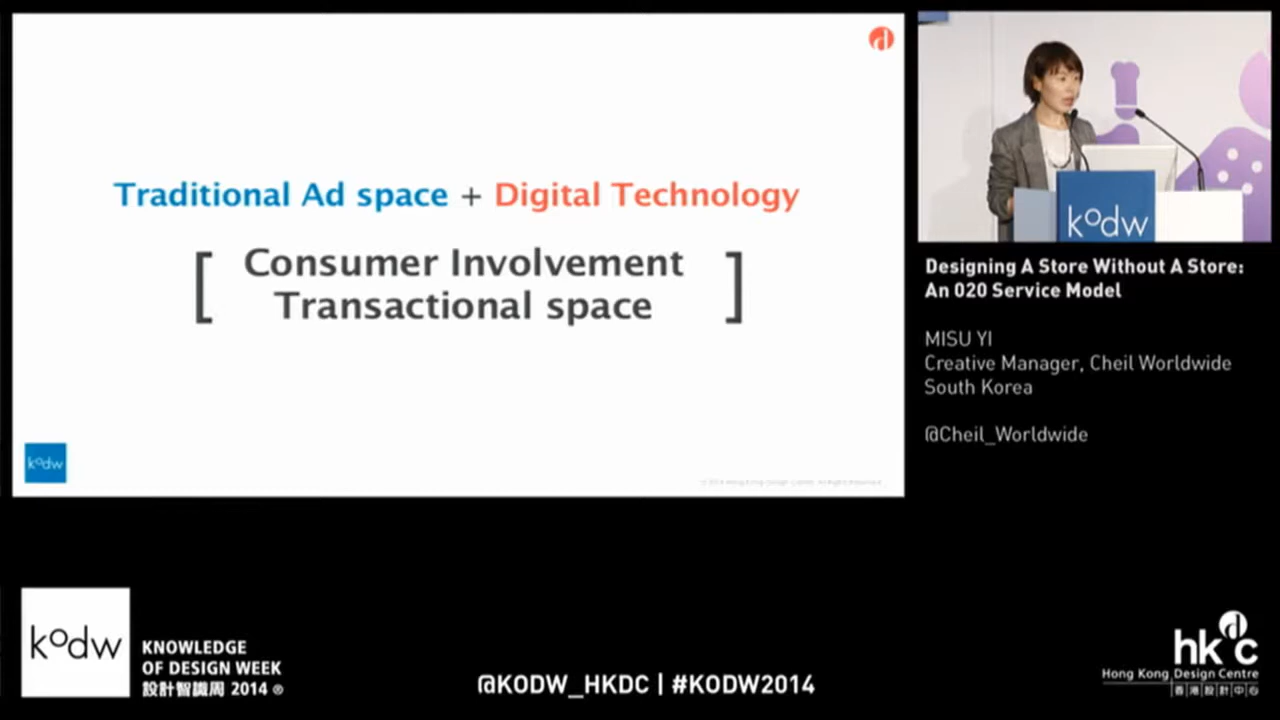 Traditional Ad space + Digital Technology
[ Consumer Involvement
Transactional space ]
kodw
kodw
Designing A Store Without A Store:
An 020 Service Model
MISU YI
Creative Manager, Cheil Worldwide
South Korea
@Cheil_Worldwide
kodw
KNOWLEDGE
OF DESIGN WEEK
設計智識周 2014 ®
@KODW_HKDC | #KODW2014
hkdc
Hong Kong Design Centre
香港設計中心